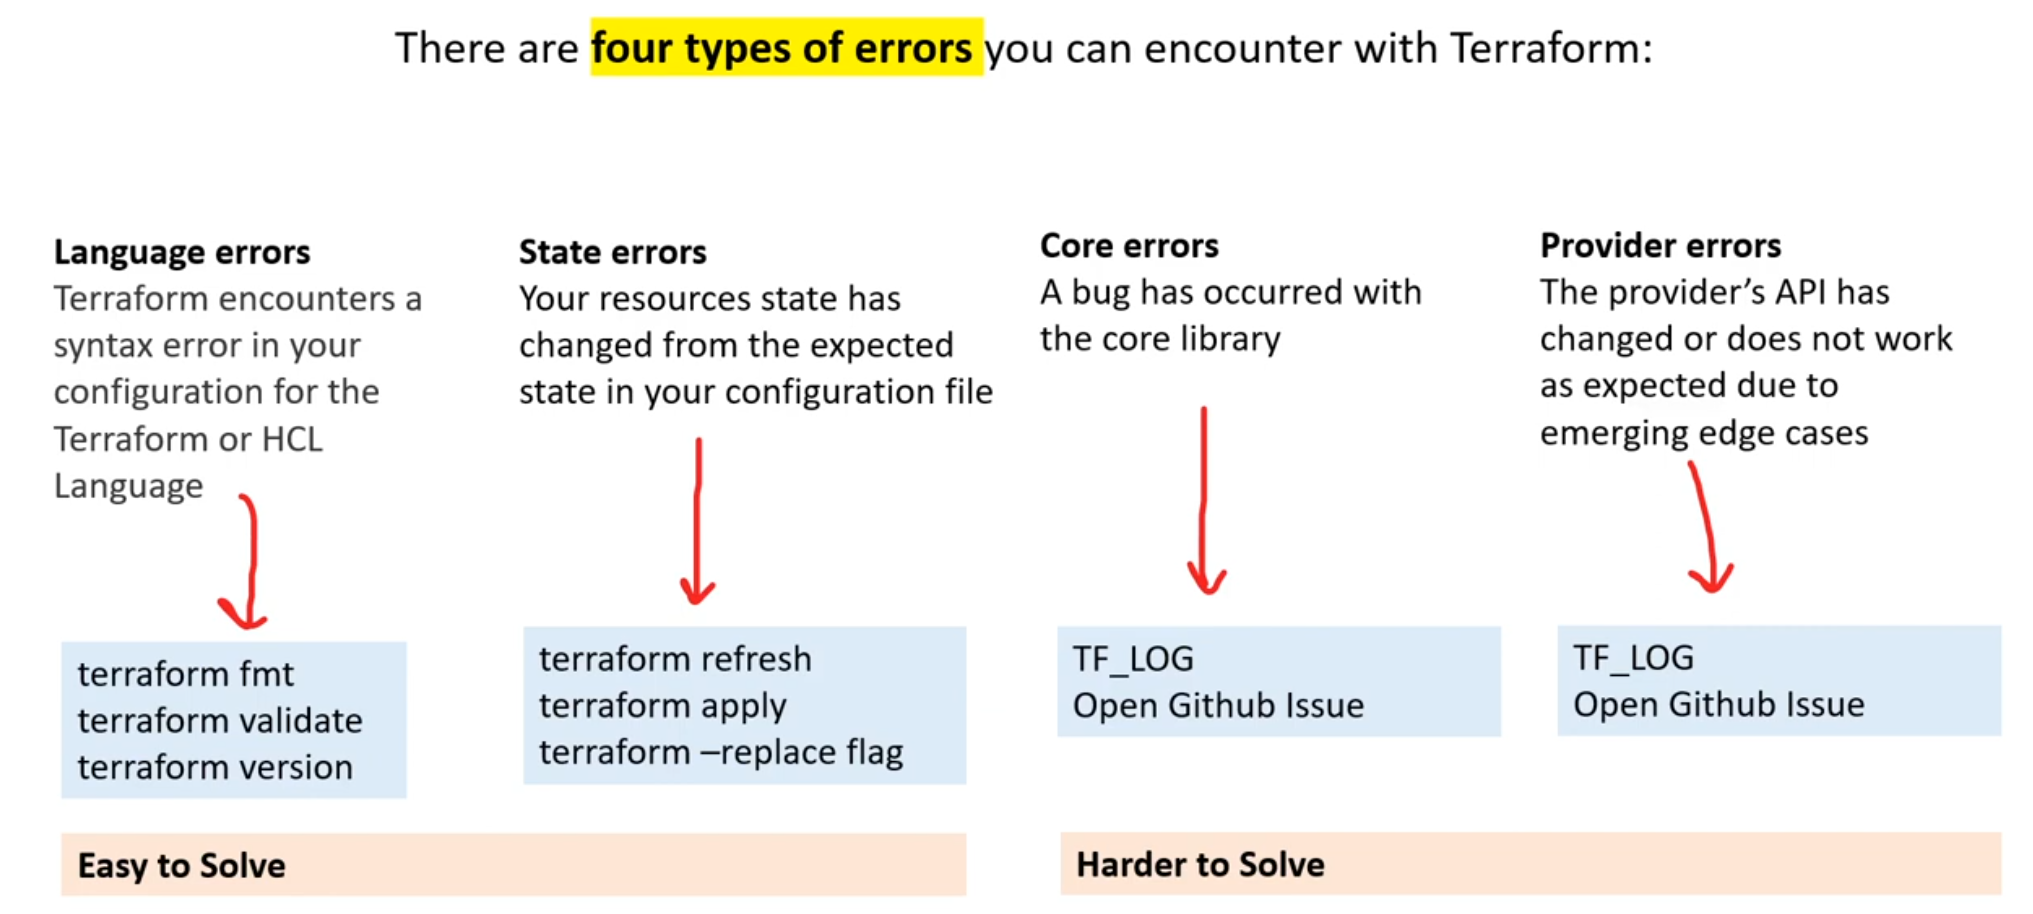 There are four types of errors you can encounter with Terraform:
Language errors
Terraform encounters a
syntax error in your
configuration for the
Terraform or HCL
Language
terraform fmt
terraform validate
terraform version
State errors
Your resources state has
changed from the expected
state in your configuration file
terraform refresh
terraform apply
terraform –replace flag
Easy to Solve
Core errors
A bug has occurred with
the core library
TF_LOG
Open Github Issue
Provider errors
The provider’s API has
changed or does not work
as expected due to
emerging edge cases
TF_LOG
Open Github Issue
Harder to Solve